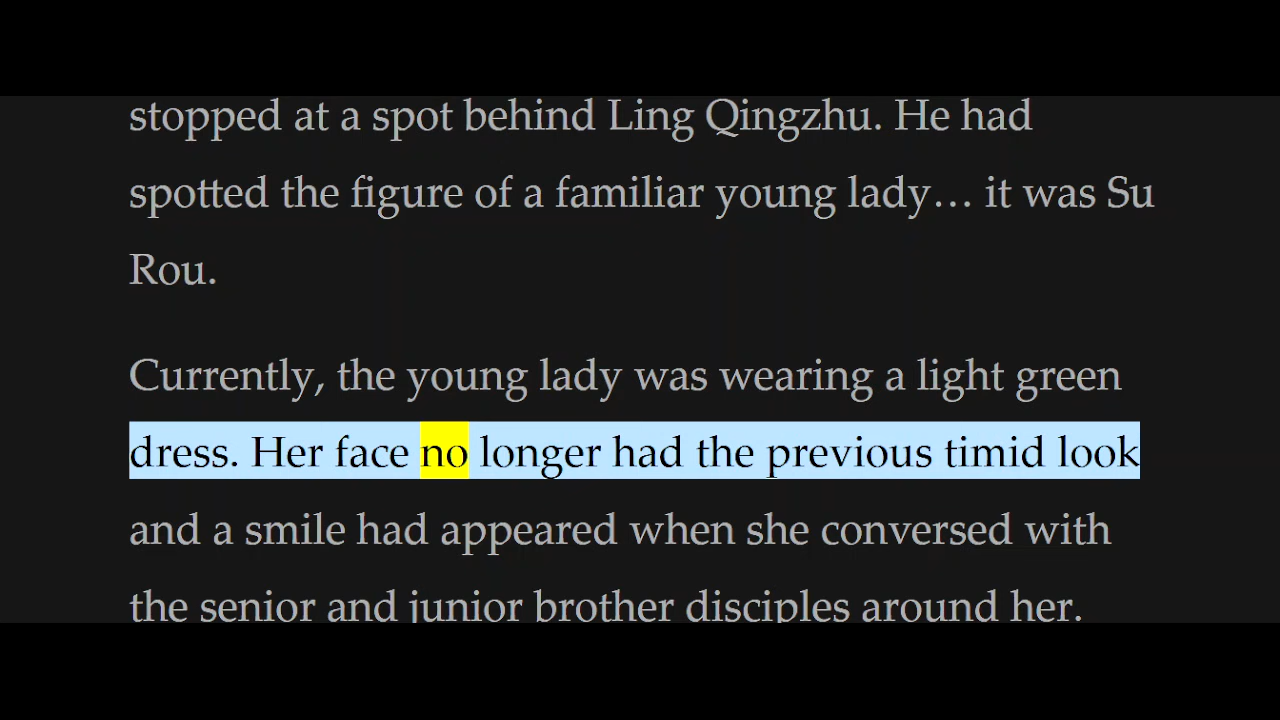 stopped at a spot behind Ling Qingzhu. He had
spotted the figure of a familiar young lady… it was Su
Rou.
Currently, the young lady was wearing a light green
dress. Her face no longer had the previous timid look
and a smile had appeared when she conversed with
the senior and junior brother disciples around her.